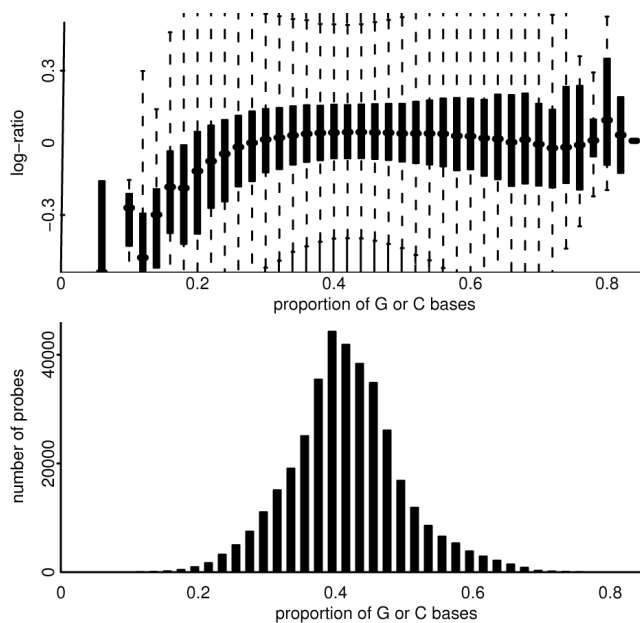 log−ratio
0.3
0
−0.3
0 0.2 0.4 0.6 0.8
proportion of G or C bases
number of probes
40000
20000
0
0 0.2 0.4 0.6 0.8
proportion of G or C bases